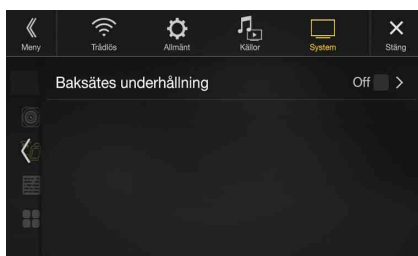 Meny
Trådlös
Allmänt
Källor
System
Stäng
Baksätes underhållning
Off